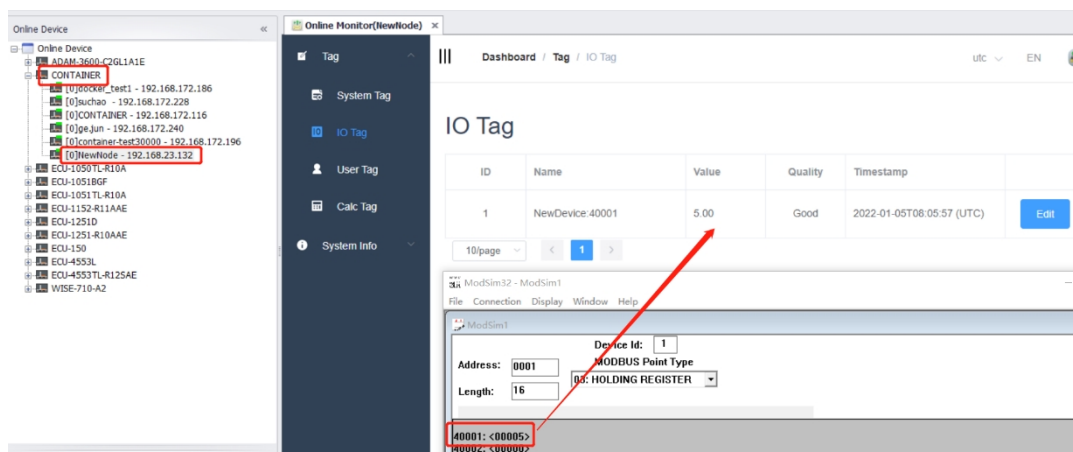 Online Device «
Online Device
ADAM-3600-C2GL1A1E
CONTAINER
[0]docker_test1 - 192.168.172.186
[0]suchao - 192.168.172.228
[0]CONTAINER - 192.168.172.116
[0]ge.jun - 192.168.172.240
[0]container-test30000 - 192.168.172.196
[0]NewNode - 192.168.23.132
ECU-1050TL-R10A
ECU-1051BGF
ECU-1051TL-R10A
ECU-1152-R11AAE
ECU-1251D
ECU-1251-R10AAE
ECU-150
ECU-4553L
ECU-4553TL-R12SAE
WISE-710-A2
Online Monitor(NewNode) ×
Tag
System Tag
IO Tag
User Tag
Calc Tag
System Info
Dashboard / Tag / IO Tag
utc EN
IO Tag
ID Name Value Quality Timestamp
1 NewDevice:40001 5.00 Good 2022-01-05T08:05:57 (UTC) Edit
10/page < 1 >
ModSim32 - ModSim1
File Connection Display Window Help
ModSim1
Device Id: 1
Address: 0001
MODBUS Point Type
Length: 16
03: HOLDING REGISTER
40001: <00005>
40002: <00000>